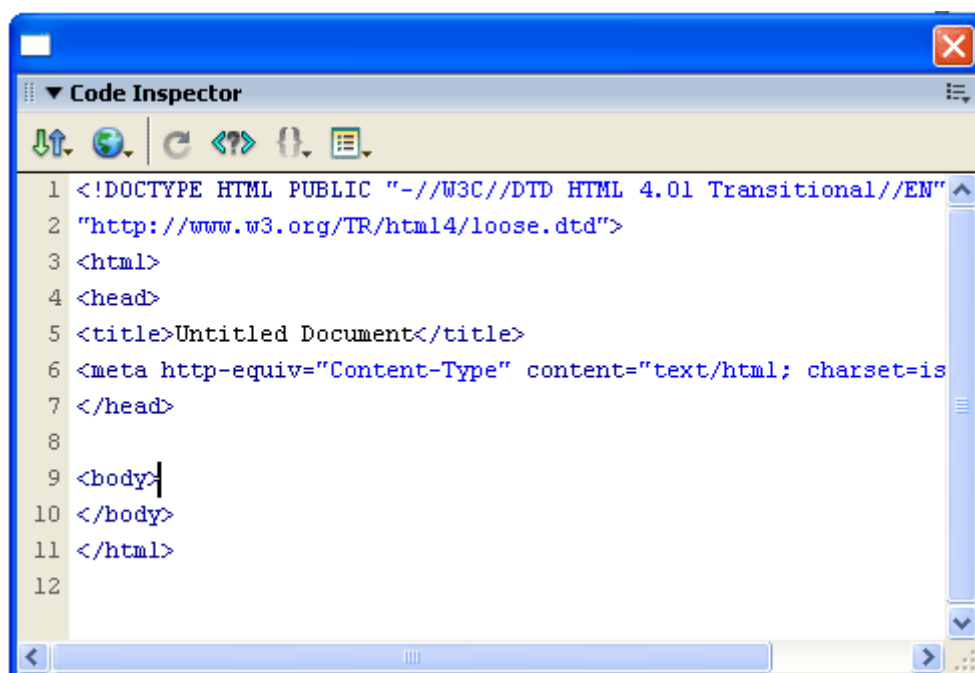 Code Inspector
1 <!DOCTYPE HTML PUBLIC "-//W3C//DTD HTML 4.01 Transitional//EN"
2 "http://www.w3.org/TR/html4/loose.dtd">
3 <html>
4 <head>
5 <title>Untitled Document</title>
6 <meta http-equiv="Content-Type" content="text/html; charset=is
7 </head>
8
9 <body>
10 </body>
11 </html>
12